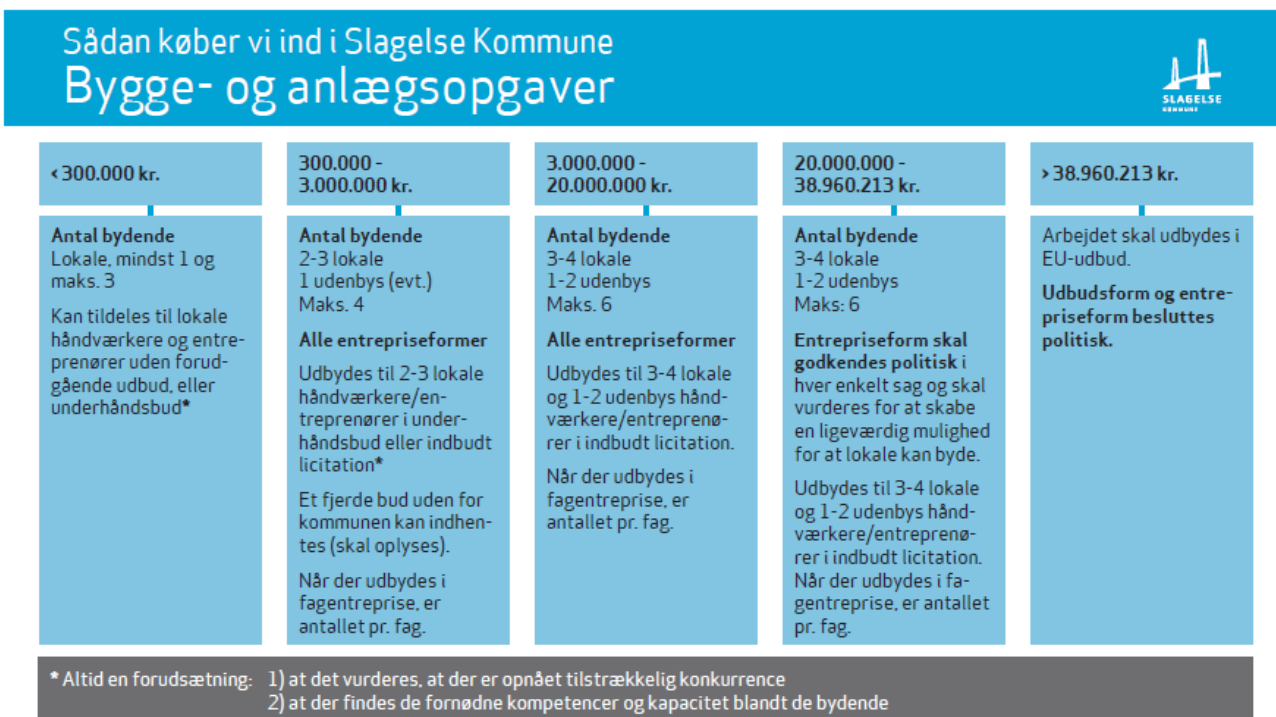 Sådan køber vi ind i Slagelse Kommune
Bygge- og anlægsopgaver
SLAGELSE
KOMMUNE
<300.000 kr.
Antal bydende
Lokale, mindst 1 og
maks. 3
Kan tildeles til lokale
håndværkere og entre-
prenører uden forud-
gående udbud, eller
underhåndsbud*
300.000 -
3.000.000 kr.
Antal bydende
2-3 lokale
1 udenbys (evt.)
Maks. 4
Alle entrepriseformer
Udbydes til 2-3 lokale
håndværkere/en-
treprenører i under-
håndsbud eller indbudt
licitation*
Et fjerde bud uden for
kommunen kan indhen-
tes (skal oplyses).
Når der udbydes i
fagentreprise, er
antallet pr. fag.
3.000.000 -
20.000.000 kr.
Antal bydende
3-4 lokale
1-2 udenbys
Maks. 6
Alle entrepriseformer
Udbydes til 3-4 lokale
og 1-2 udenbys hånd-
værkere/entreprenø-
rer i indbudt licitation.
Når der udbydes i
fagentreprise, er
antallet pr. fag.
20.000.000 -
38.960.213 kr.
Antal bydende
3-4 lokale
1-2 udenbys
Maks: 6
Entrepriseform skal
godkendes politisk i
hver enkelt sag og skal
vurderes for at skabe
en ligeværdig mulighed
for at lokale kan byde.
Udbydes til 3-4 lokale
og 1-2 udenbys hånd-
værkere/entreprenø-
rer i indbudt licitation.
Når der udbydes i fa-
gentreprise, er antallet
pr. fag.
> 38.960.213 kr.
Arbejdet skal udbydes i
EU-udbud.
Udbudsform og entre-
priseform besluttes
politisk.
* Altid en forudsætning: 1) at det vurderes, at der er opnået tilstrækkelig konkurrence
2) at der findes de fornødne kompetencer og kapacitet blandt de bydende